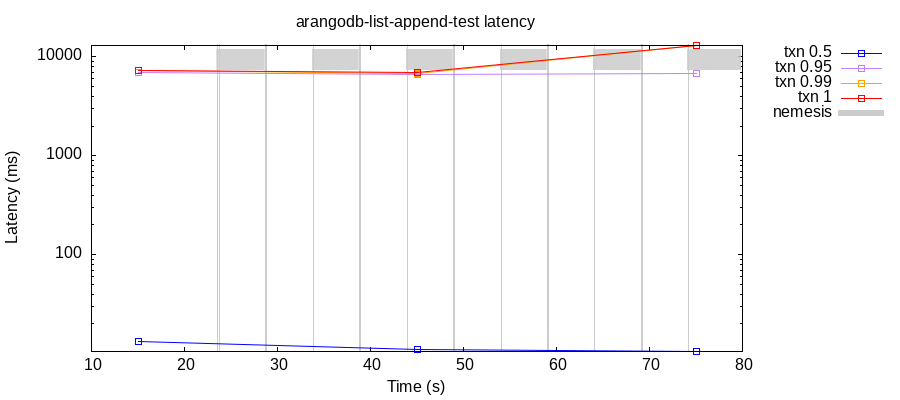 arangodb-list-append-test latency
10000
1000
100
Latency (ms)
10 20 30 40 50 60 70 80
Time (s)
txn 0.5
txn 0.95
txn 0.99
txn 1
nemesis